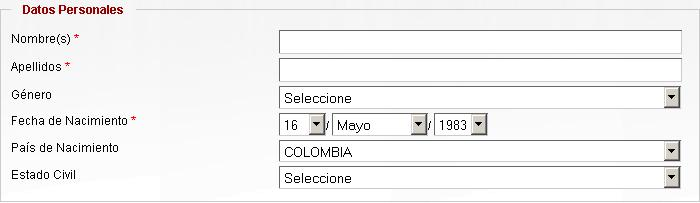 Datos Personales
Nombre(s) *
Apellidos *
Género Seleccione
Fecha de Nacimiento * 16 / Mayo / 1983
País de Nacimiento COLOMBIA
Estado Civil Seleccione